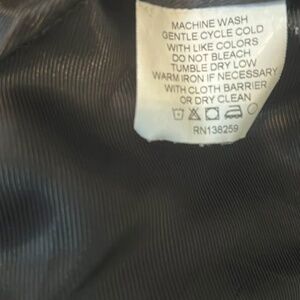 MACHINE WASH
GENTLE CYCLE COLD
WITH LIKE COLORS
DO NOT BLEACH
TUMBLE DRY LOW
WARM IRON IF NECESSARY
WITH CLOTH BARRIER
OR DRY CLEAN
RN138259